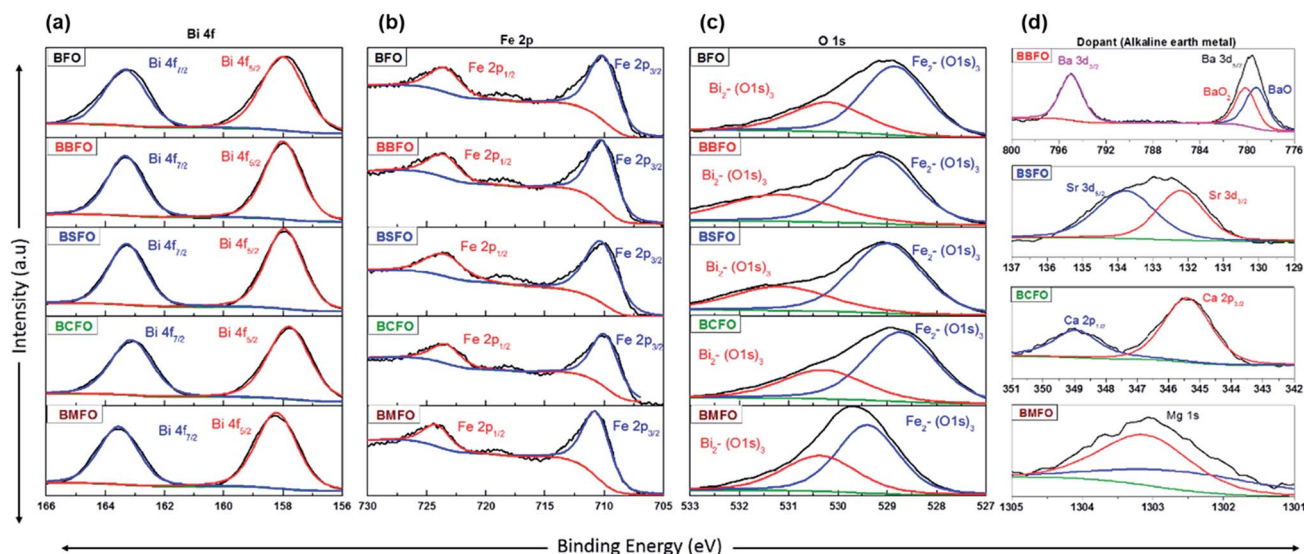 (a)
(b)
(c)
(d)
Bi 4f
Fe 2p
O 1s
Dopant (Alkaline earth metal)
BFO
Bi 4f7/2
Bi 4f5/2
BBFO
Bi 4f7/2
Bi 4f5/2
BSFO
Bi 4f7/2
Bi 4f5/2
BCFO
Bi 4f7/2
Bi 4f5/2
BMFO
Bi 4f7/2
Bi 4f5/2
166 164 162 160 158 156
BFO
Fe 2p1/2
Fe 2p3/2
BBFO
Fe 2p1/2
Fe 2p3/2
BSFO
Fe 2p1/2
Fe 2p3/2
BCFO
Fe 2p1/2
Fe 2p3/2
BMFO
Fe 2p1/2
Fe 2p3/2
730 725 720 715 710 705
BFO
Bi2- (O1s)3
Fe2- (O1s)3
BBFO
Bi2- (O1s)3
Fe2- (O1s)3
BSFO
Bi2- (O1s)3
Fe2- (O1s)3
BCFO
Bi2- (O1s)3
Fe2- (O1s)3
BMFO
Bi2- (O1s)3
Fe2- (O1s)3
533 531 530 529 528 527
BBFO
Ba 3d3/2
Ba 3d5/2
BaO2
BaO
800 798 796 794 792 782 780 778 776
BSFO
Sr 3d5/2
Sr 3d3/2
137 136 135 134 133 132 131 130 129
BCFO
Ca 2p1/2
Ca 2p3/2
351 350 349 348 347 346 345 344 343 342
BMFO
Mg 1s
1305 1304 1303 1302 1301
Intensity (a.u)
Binding Energy (eV)